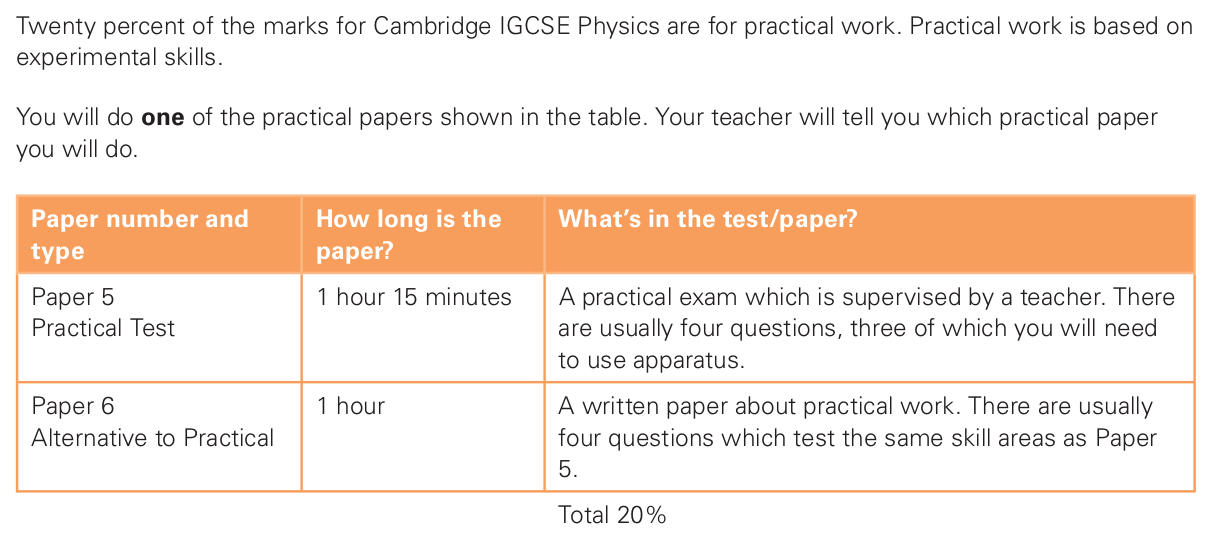 Twenty percent of the marks for Cambridge IGCSE Physics are for practical work. Practical work is based on
experimental skills.
You will do one of the practical papers shown in the table. Your teacher will tell you which practical paper
you will do.
Paper number and
type
How long is the
paper?
What's in the test/paper?
Paper 5
Practical Test
1 hour 15 minutes
A practical exam which is supervised by a teacher. There
are usually four questions, three of which you will need
to use apparatus.
Paper 6
Alternative to Practical
1 hour
A written paper about practical work. There are usually
four questions which test the same skill areas as Paper
5.
Total 20%